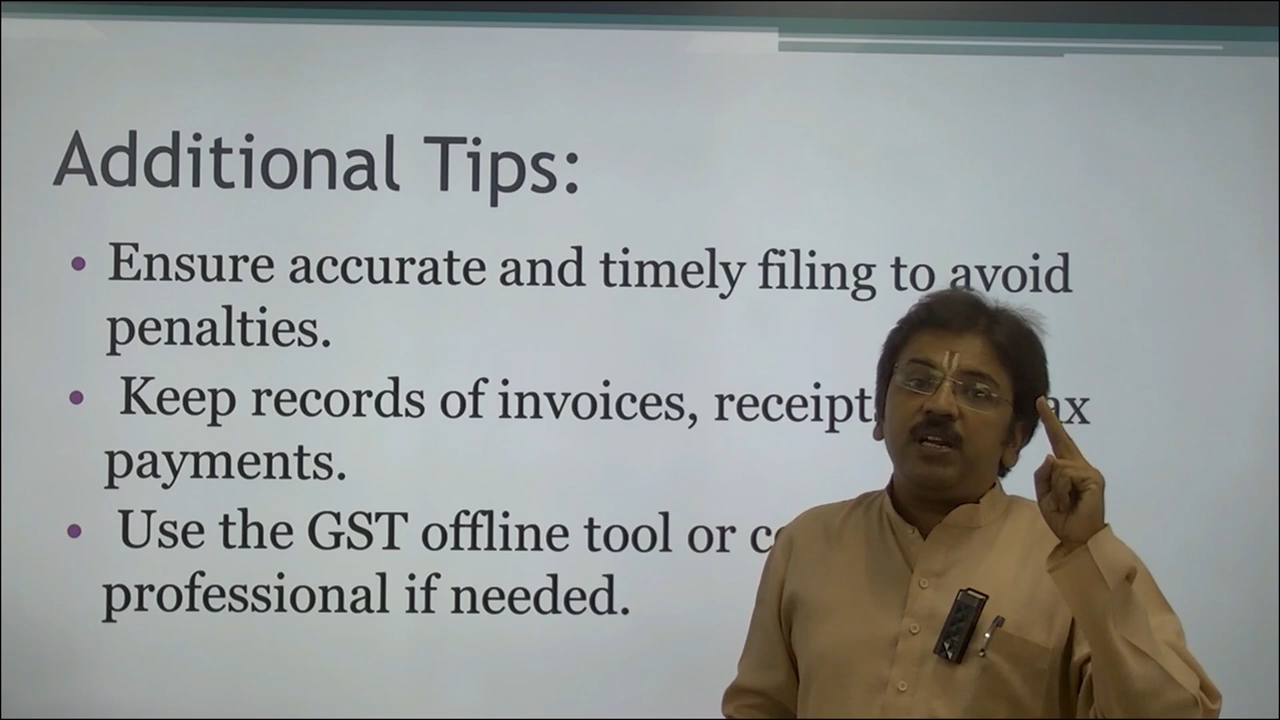 Additional Tips:
• Ensure accurate and timely filing to avoid
penalties.
• Keep records of invoices, receipt ax
payments.
• Use the GST offline tool or c
professional if needed.